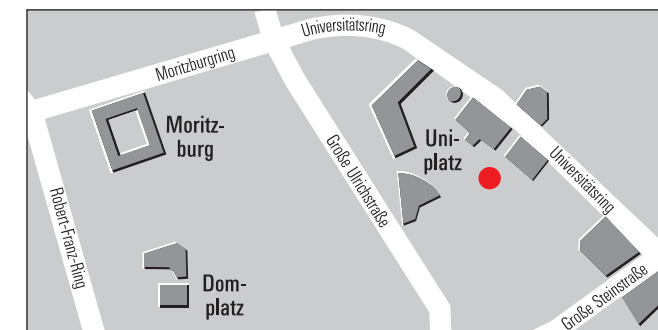 Universitätsring
Moritzburgring
Moritz-
burg
Uni-
platz
Große Ulrichstraße
Universitätsring
Robert-Franz-Ring
Dom-
platz
Große Steinstraße